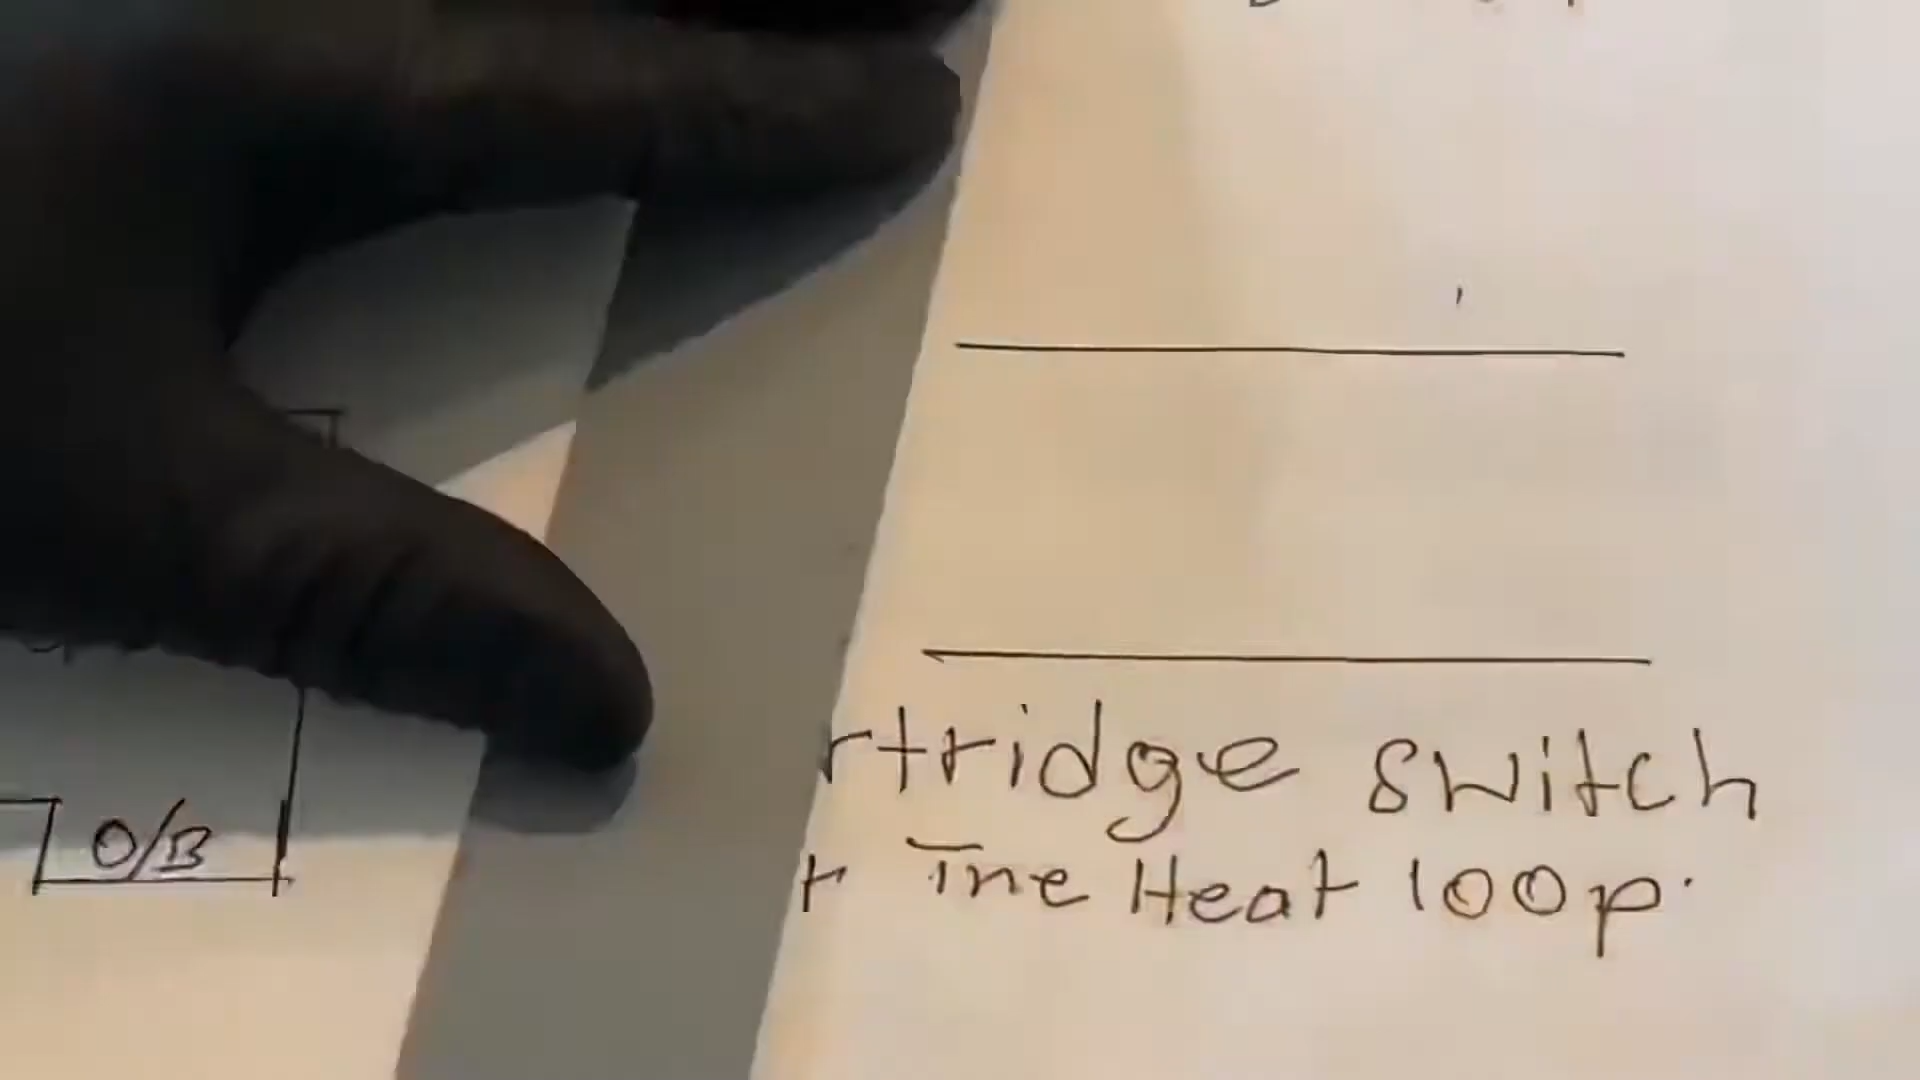 rtridge switch
t The Heat loop.
O/B